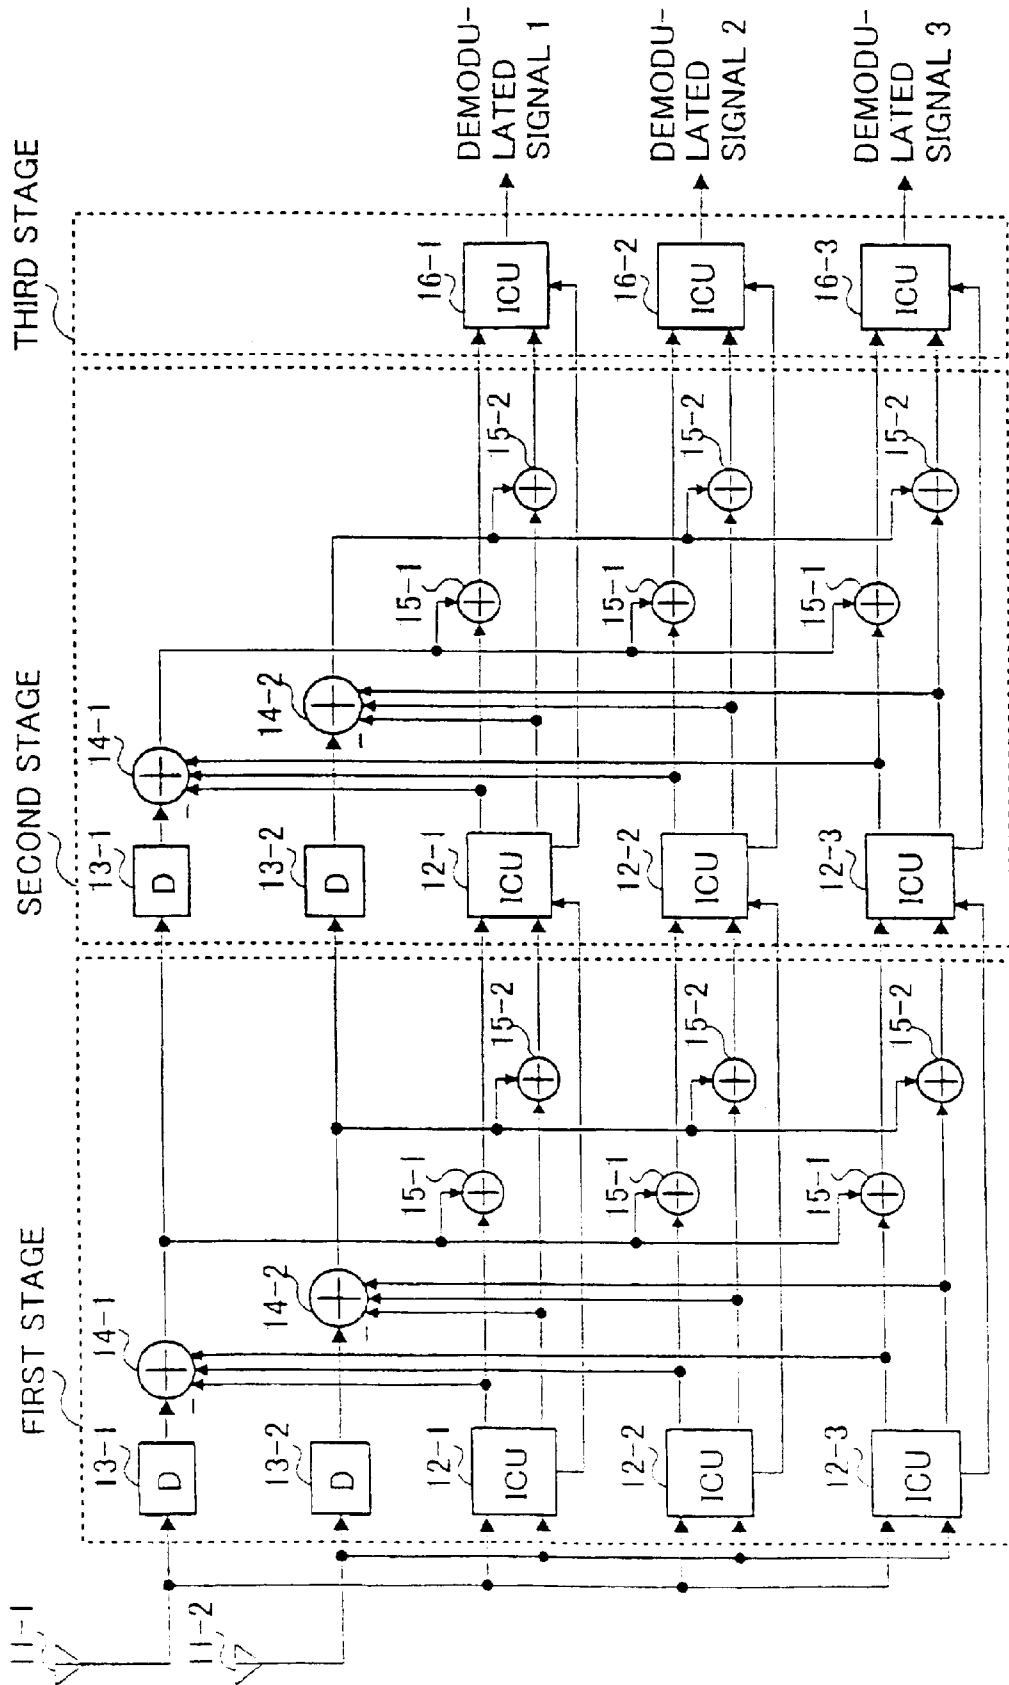 FIRST STAGE
SECOND STAGE
THIRD STAGE
11-1
11-2
13-1
D
14-1
13-2
D
14-2
12-1
ICU
15-1
15-2
12-2
ICU
15-1
15-2
12-3
ICU
15-1
15-2
13-1
D
14-1
13-2
D
14-2
12-1
ICU
15-1
15-2
12-2
ICU
15-1
15-2
12-3
ICU
15-1
15-2
16-1
ICU
DEMODU-
LATED
SIGNAL 1
16-2
ICU
DEMODU-
LATED
SIGNAL 2
16-3
ICU
DEMODU-
LATED
SIGNAL 3